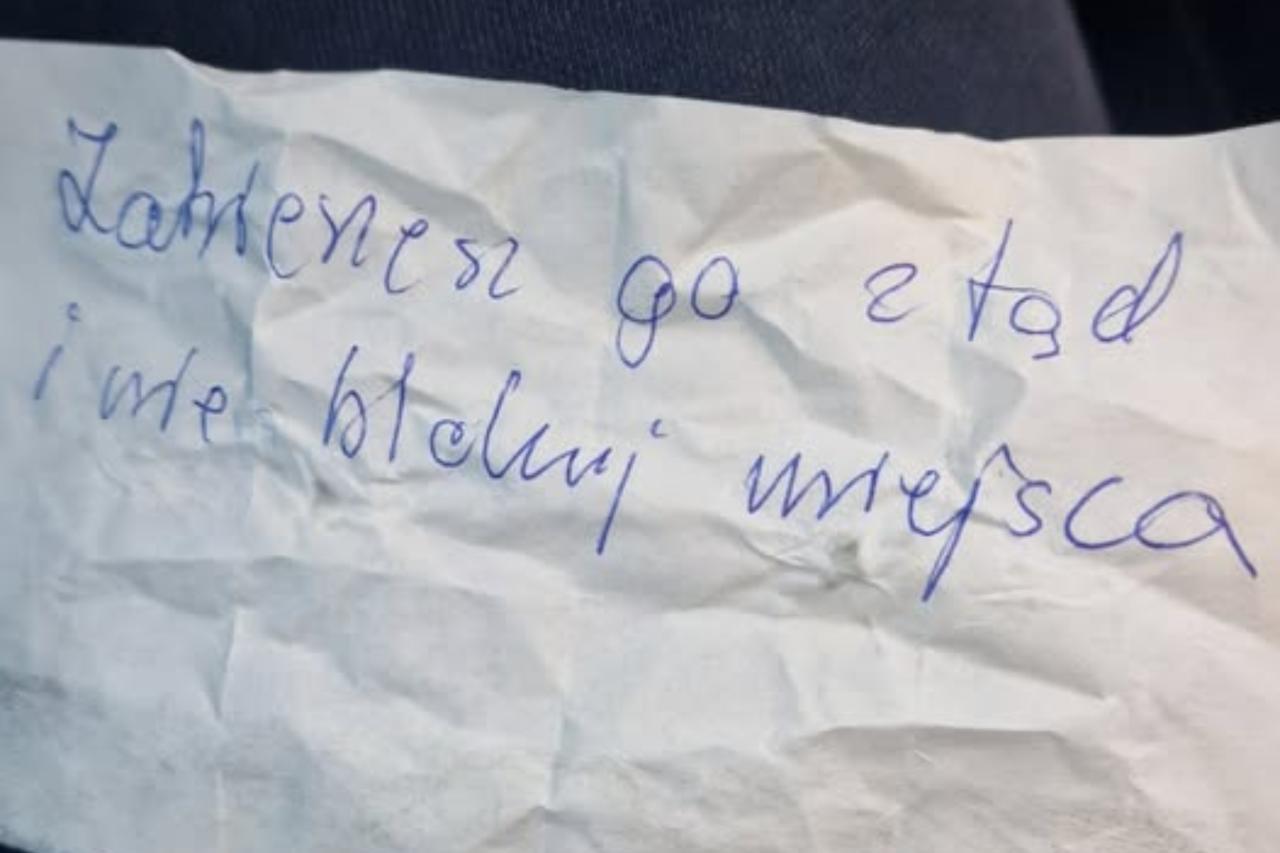 Zabierzesz go z tąd
i nie blokuj miejsca